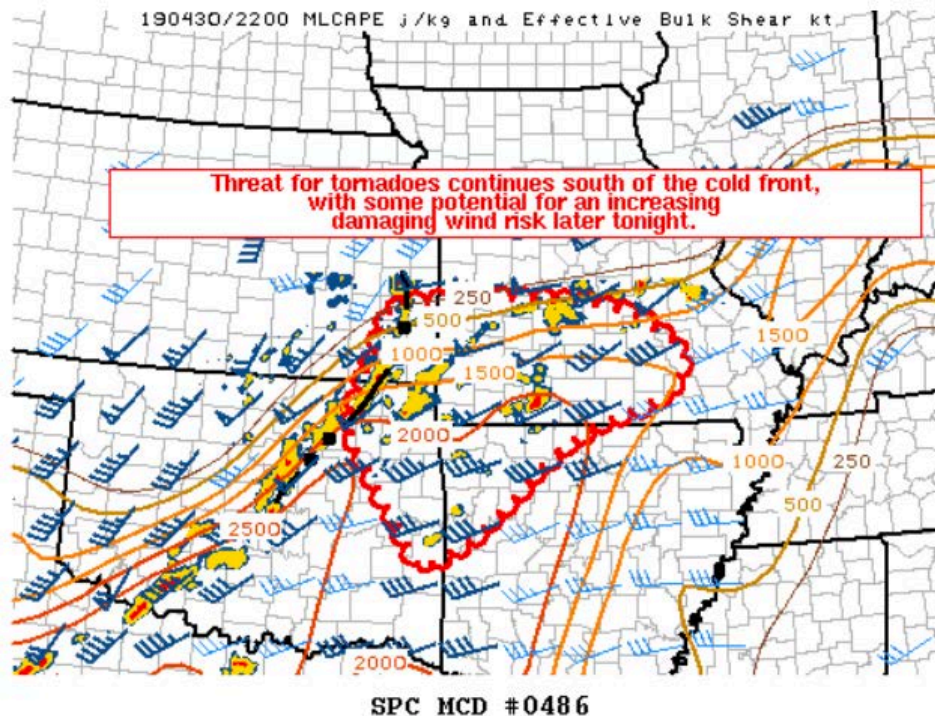 190430/2200 MLCAPE j/kg and Effective Bulk Shear kt
Threat for tornadoes continues south of the cold front,
with some potential for an increasing
damaging wind risk later tonight.
250
500
1000
1500
1500
2000
1000
250
500
2500
2000
SPC MCD #0486